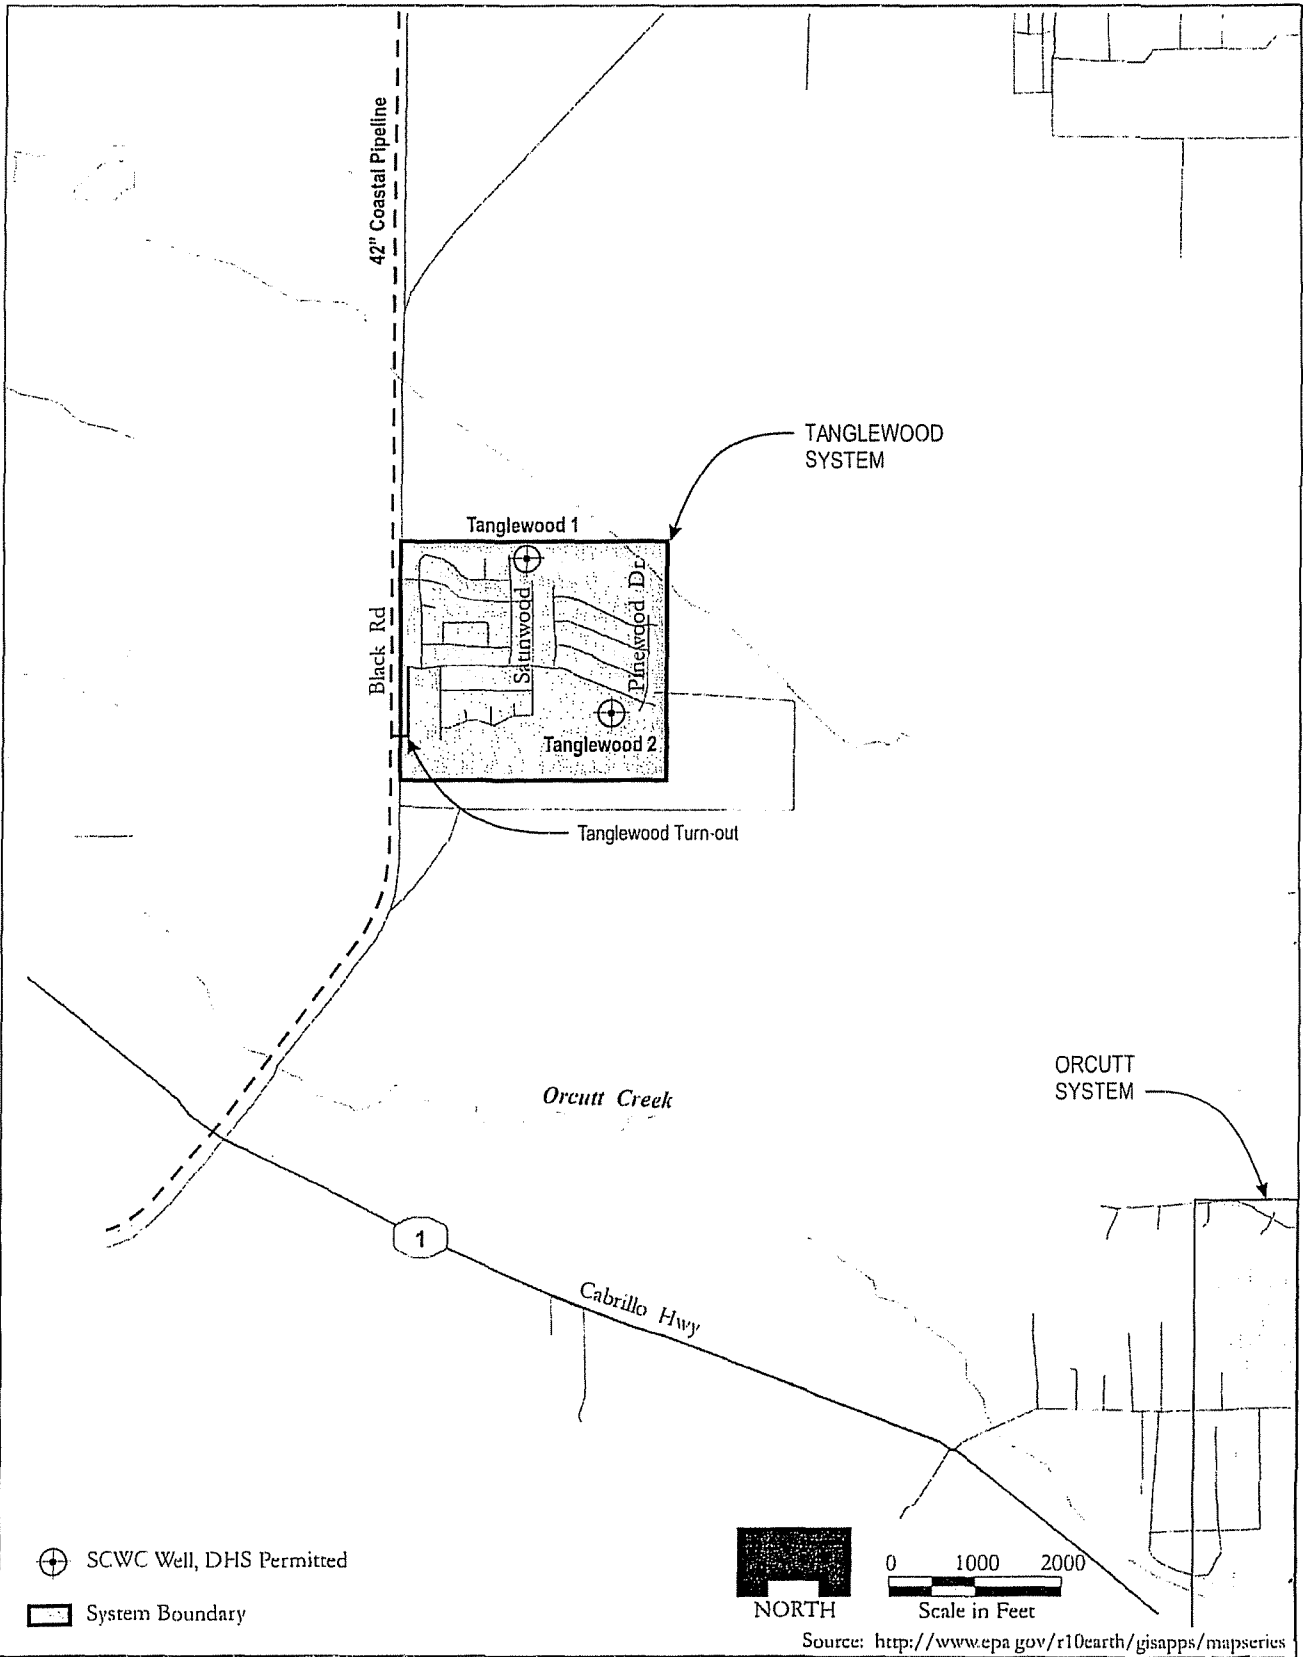 42" Coastal Pipeline
TANGLEWOOD
SYSTEM
Tanglewood 1
Black Rd
Satinwood
Pinewood Dr
Tanglewood 2
Tanglewood Turn-out
ORCUTT
SYSTEM
Orcutt Creek
1
Cabrillo Hwy
SCWC Well, DHS Permitted
System Boundary
NORTH
0 1000 2000
Scale in Feet
Source: http://www.epa.gov/r10earth/gisapps/mapseries